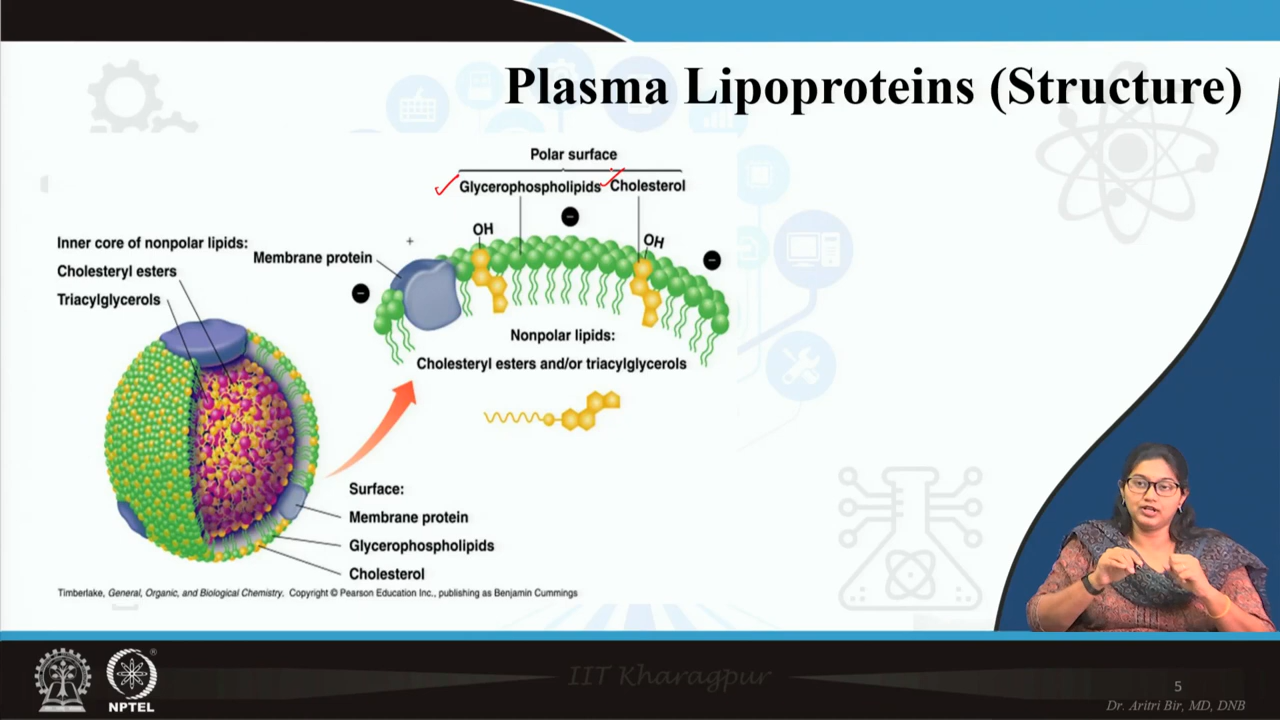 Plasma Lipoproteins (Structure)
Polar surface
Glycerophospholipids Cholesterol
OH
OH
Inner core of nonpolar lipids:
Cholesteryl esters
Triacylglycerols
Membrane protein
Nonpolar lipids:
Cholesteryl esters and/or triacylglycerols
Surface:
Membrane protein
Glycerophospholipids
Cholesterol
Timberlake, General, Organic, and Biological Chemistry. Copyright © Pearson Education Inc., publishing as Benjamin Cummings
IIT Kharagpur
NPTEL
®
5
Dr. Aritri Bir, MD, DNB